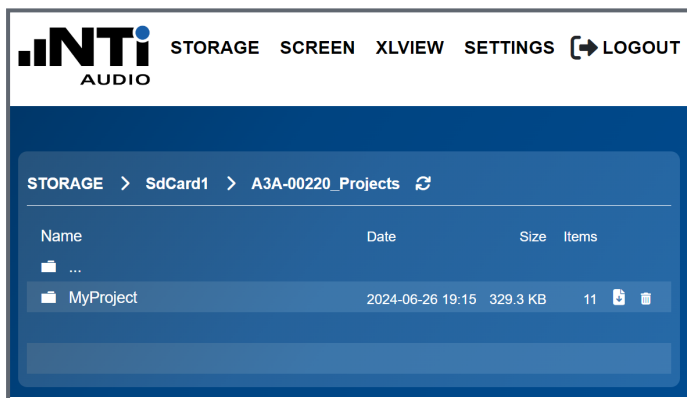 NTi AUDIO
STORAGE SCREEN XLVIEW SETTINGS LOGOUT
STORAGE > SdCard1 > A3A-00220_Projects
Name Date Size Items
...
MyProject 2024-06-26 19:15 329.3 KB 11